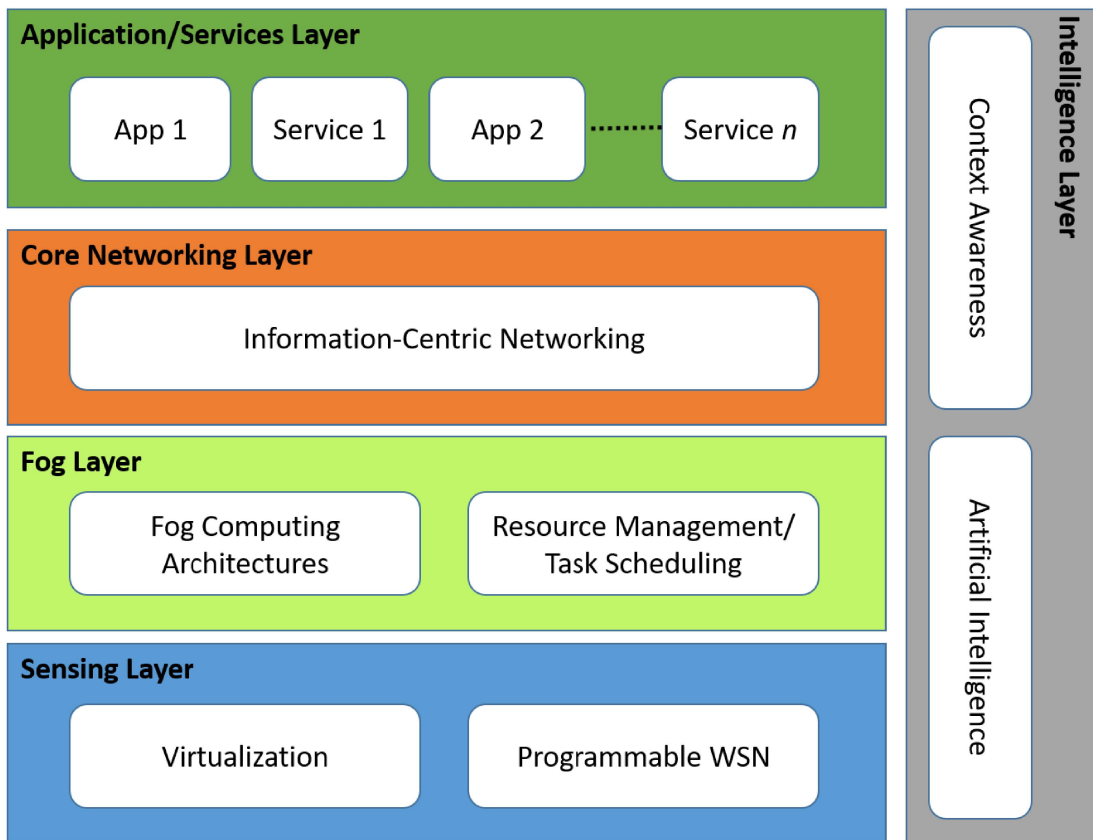 Application/Services Layer
App 1
Service 1
App 2
Service n
Core Networking Layer
Information-Centric Networking
Fog Layer
Fog Computing
Architectures
Resource Management/
Task Scheduling
Sensing Layer
Virtualization
Programmable WSN
Intelligence Layer
Context Awareness
Artificial Intelligence